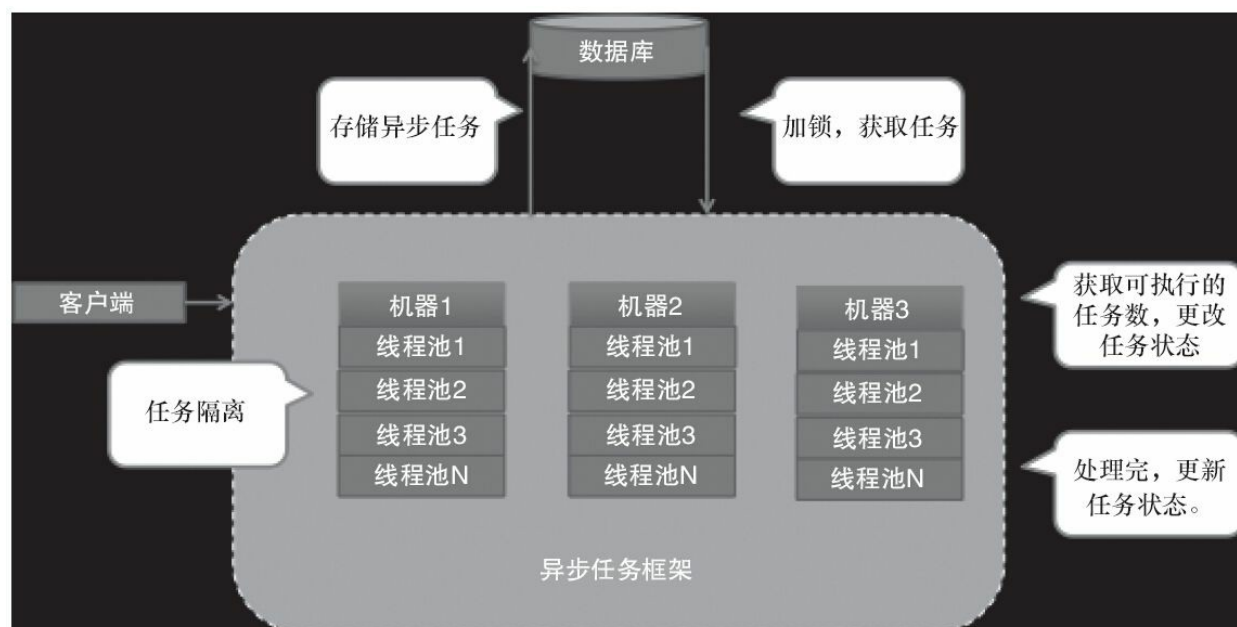 数据库
存储异步任务
加锁，获取任务
客户端
机器1
线程池1
线程池2
线程池3
线程池N
机器2
线程池1
线程池2
线程池3
线程池N
机器3
线程池1
线程池2
线程池3
线程池N
获取可执行的
任务数，更改
任务状态
任务隔离
处理完，更新
任务状态。
异步任务框架